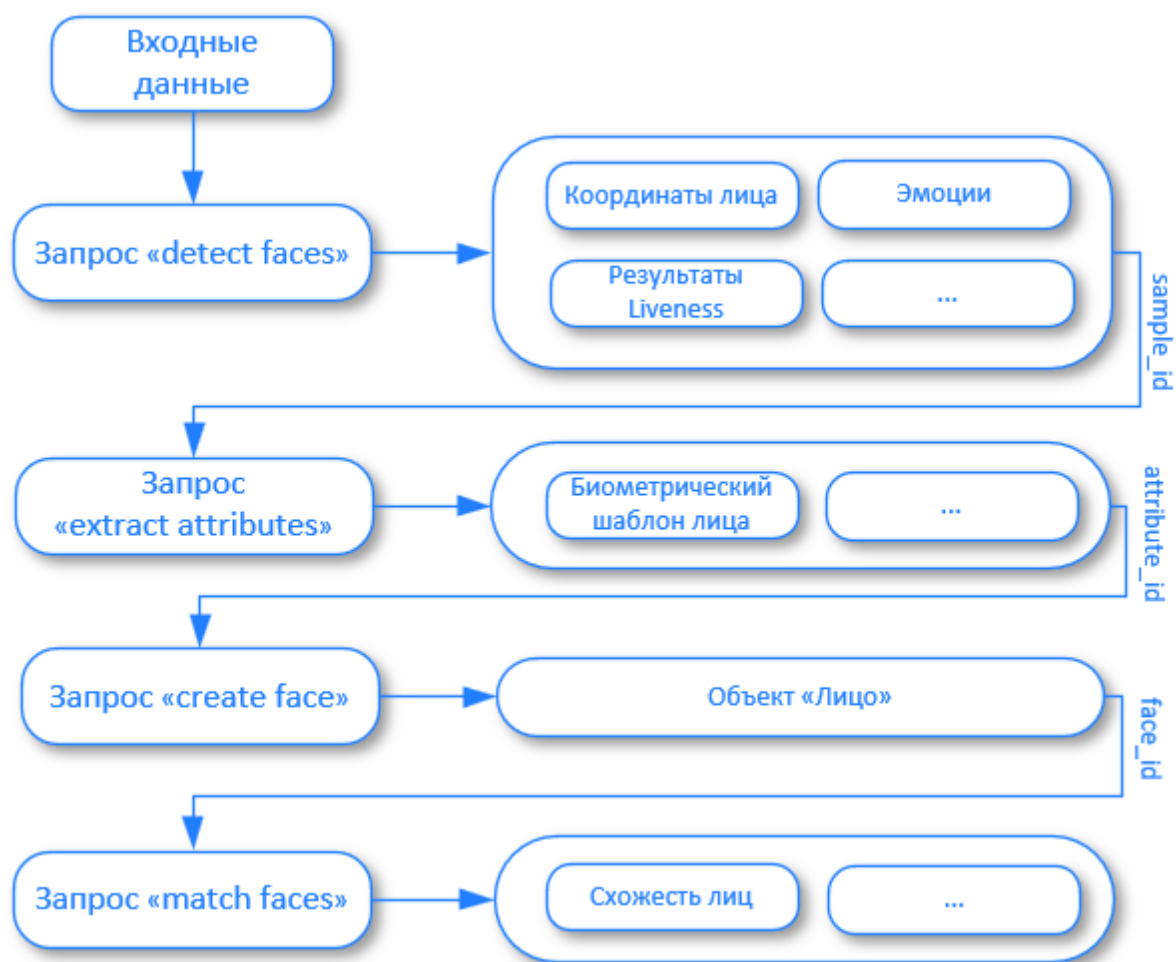 Входные
данные
Запрос «detect faces»
Координаты лица
Эмоции
Результаты
Liveness
...
sample_id
Запрос
«extract attributes»
Биометрический
шаблон лица
...
attribute_id
Запрос «create face»
Объект «Лицо»
face_id
Запрос «match faces»
Схожесть лиц
...